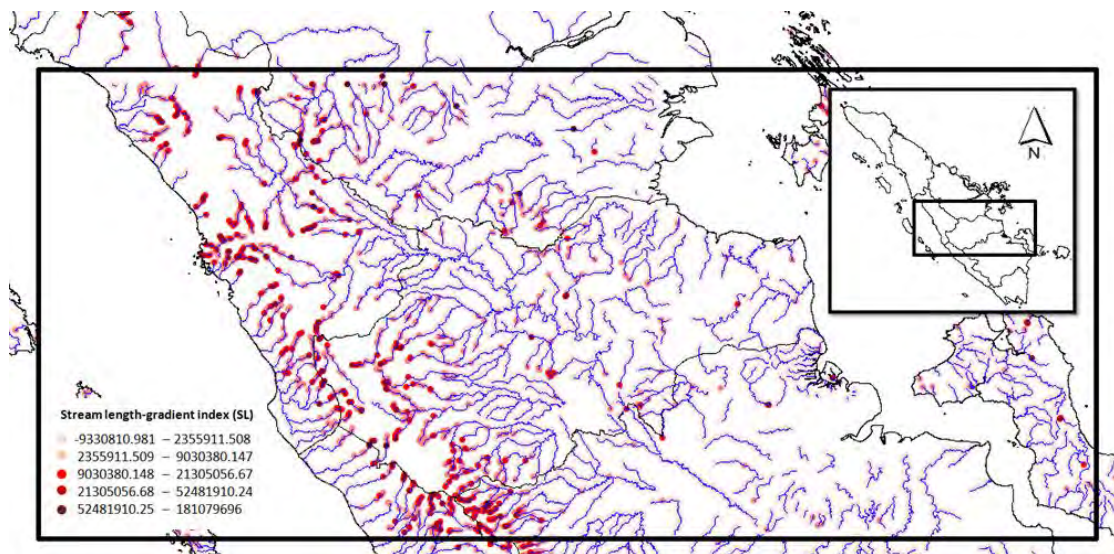 N
Stream length-gradient index (SL)
-9330810.981 – 2355911.508
2355911.509 – 9030380.147
9030380.148 – 21305056.67
21305056.68 – 52481910.24
52481910.25 – 181079696